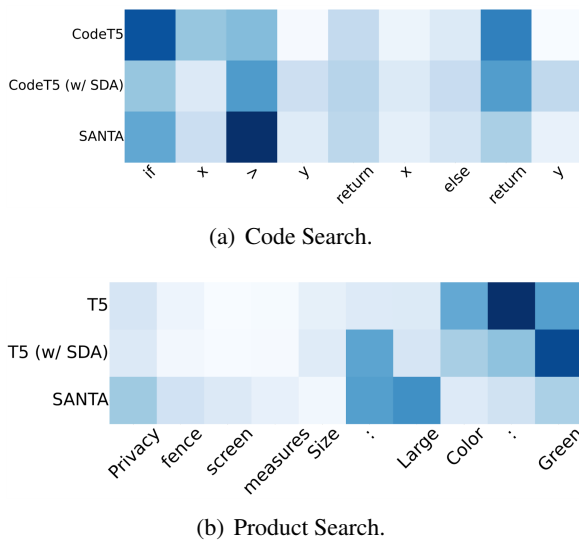 CodeT5
CodeT5 (w/ SDA)
SANTA
if x > y return x else return y
(a) Code Search.
T5
T5 (w/ SDA)
SANTA
Privacy fence screen measures Size : Large Color : Green
(b) Product Search.